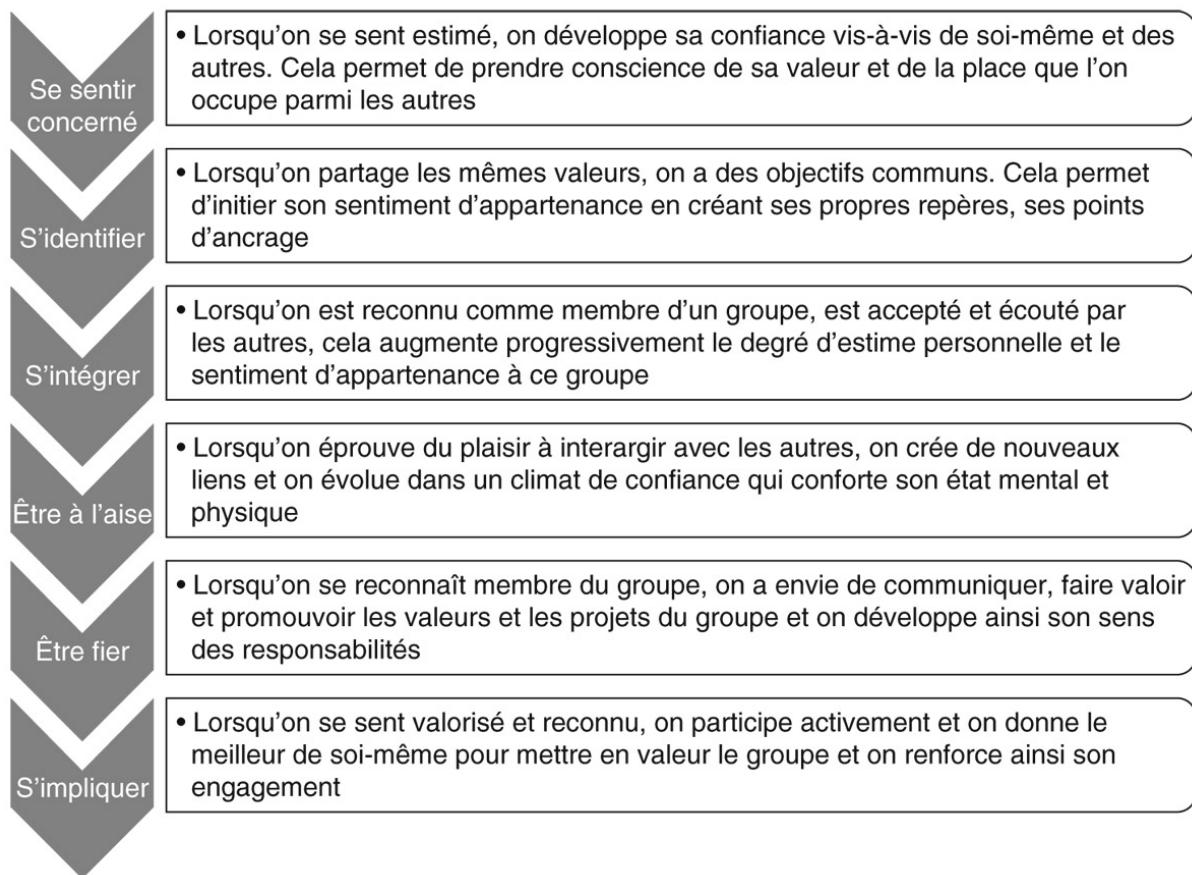 Se sentir
concerné
• Lorsqu'on se sent estimé, on développe sa confiance vis-à-vis de soi-même et des
autres. Cela permet de prendre conscience de sa valeur et de la place que l'on
occupe parmi les autres
S'identifier
• Lorsqu'on partage les mêmes valeurs, on a des objectifs communs. Cela permet
d'initier son sentiment d'appartenance en créant ses propres repères, ses points
d'ancrage
S'intégrer
• Lorsqu'on est reconnu comme membre d'un groupe, est accepté et écouté par
les autres, cela augmente progressivement le degré d'estime personnelle et le
sentiment d'appartenance à ce groupe
Être à l'aise
• Lorsqu'on éprouve du plaisir à interargir avec les autres, on crée de nouveaux
liens et on évolue dans un climat de confiance qui conforte son état mental et
physique
Être fier
• Lorsqu'on se reconnaît membre du groupe, on a envie de communiquer, faire valoir
et promouvoir les valeurs et les projets du groupe et on développe ainsi son sens
des responsabilités
S'impliquer
• Lorsqu'on se sent valorisé et reconnu, on participe activement et on donne le
meilleur de soi-même pour mettre en valeur le groupe et on renforce ainsi son
engagement